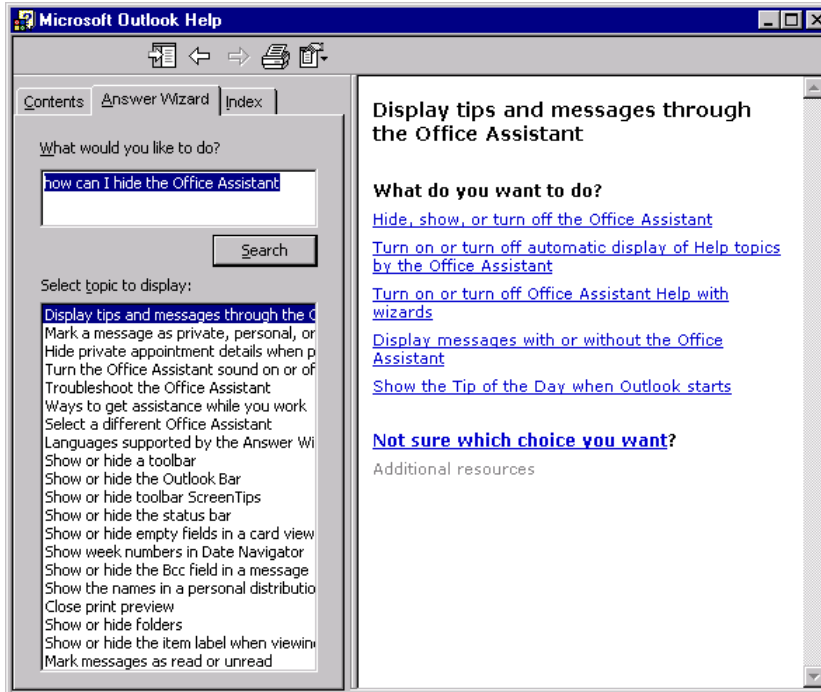 Microsoft Outlook Help
Contents Answer Wizard Index
What would you like to do?
how can I hide the Office Assistant
Search
Select topic to display:
Display tips and messages through the
Mark a message as private, personal, or
Hide private appointment details when p
Turn the Office Assistant sound on or of
Troubleshoot the Office Assistant
Ways to get assistance while you work
Select a different Office Assistant
Languages supported by the Answer Wi
Show or hide a toolbar
Show or hide the Outlook Bar
Show or hide toolbar ScreenTips
Show or hide the status bar
Show or hide empty fields in a card view
Show week numbers in Date Navigator
Show or hide the Bcc field in a message
Show the names in a personal distributio
Close print preview
Show or hide folders
Show or hide the item label when viewin
Mark messages as read or unread
Display tips and messages through
the Office Assistant
What do you want to do?
Hide, show, or turn off the Office Assistant
Turn on or turn off automatic display of Help topics
by the Office Assistant
Turn on or turn off Office Assistant Help with
wizards
Display messages with or without the Office
Assistant
Show the Tip of the Day when Outlook starts
Not sure which choice you want?
Additional resources